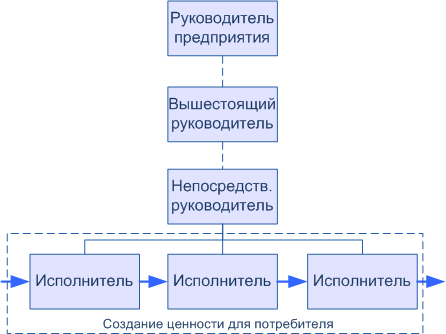 Руководитель
предприятия
Вышестоящий
руководитель
Непосредств.
руководитель
Исполнитель
Исполнитель
Исполнитель
Создание ценности для потребителя